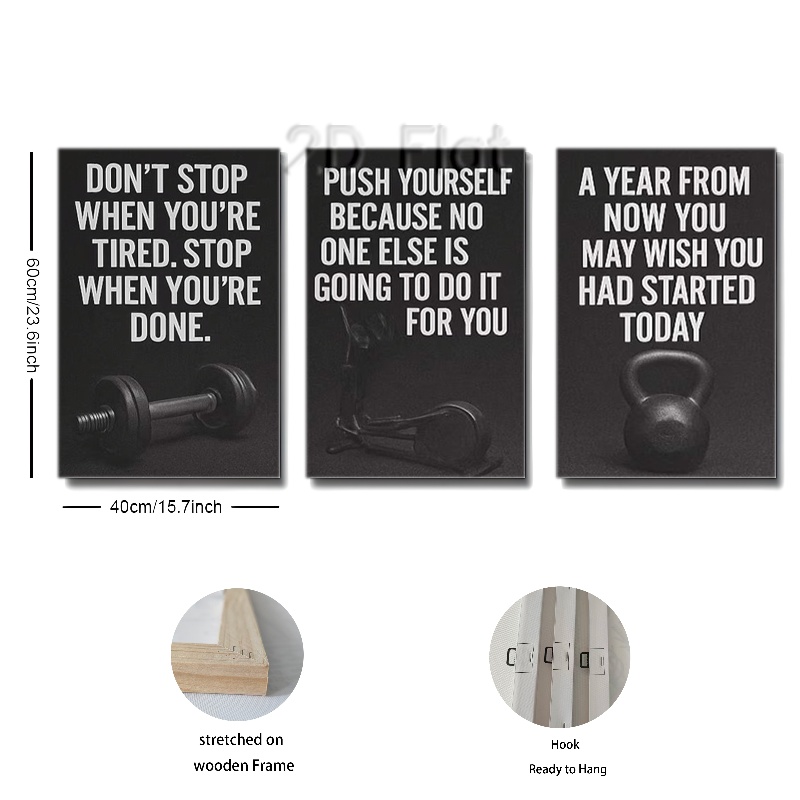 2D Flat
DON'T STOP
WHEN YOU'RE
TIRED. STOP
WHEN YOU'RE
DONE.
PUSH YOURSELF
BECAUSE NO
ONE ELSE IS
GOING TO DO IT
FOR YOU
A YEAR FROM
NOW YOU
MAY WISH YOU
HAD STARTED
TODAY
60cm/23.6inch
40cm/15.7inch
stretched on
wooden Frame
Hook
Ready to Hang